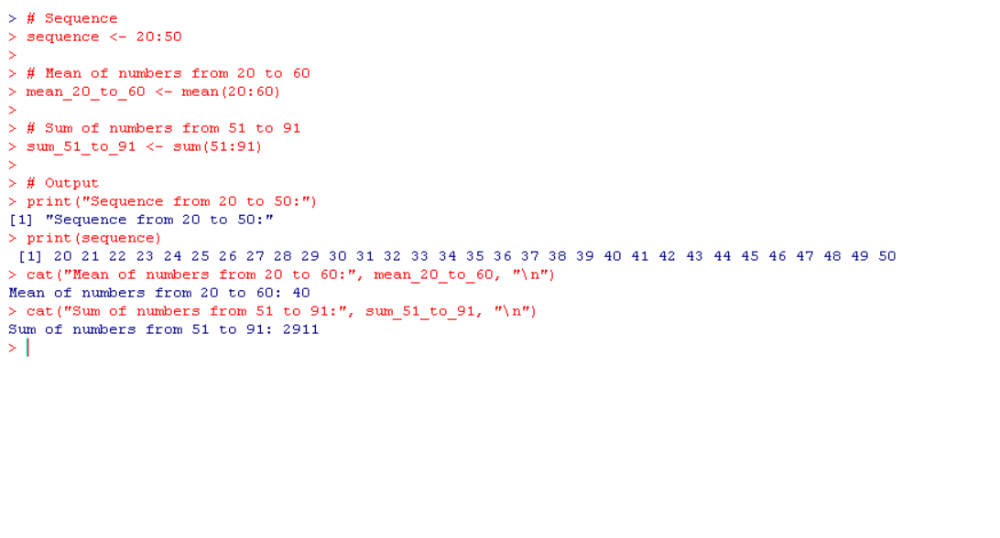 > # Sequence
> sequence <- 20:50
>
> # Mean of numbers from 20 to 60
> mean_20_to_60 <- mean(20:60)
>
> # Sum of numbers from 51 to 91
> sum_51_to_91 <- sum(51:91)
>
> # Output
> print("Sequence from 20 to 50:")
[1] "Sequence from 20 to 50:"
> print(sequence)
 [1] 20 21 22 23 24 25 26 27 28 29 30 31 32 33 34 35 36 37 38 39 40 41 42 43 44 45 46 47 48 49 50
> cat("Mean of numbers from 20 to 60:", mean_20_to_60, "\n")
Mean of numbers from 20 to 60: 40
> cat("Sum of numbers from 51 to 91:", sum_51_to_91, "\n")
Sum of numbers from 51 to 91: 2911
>